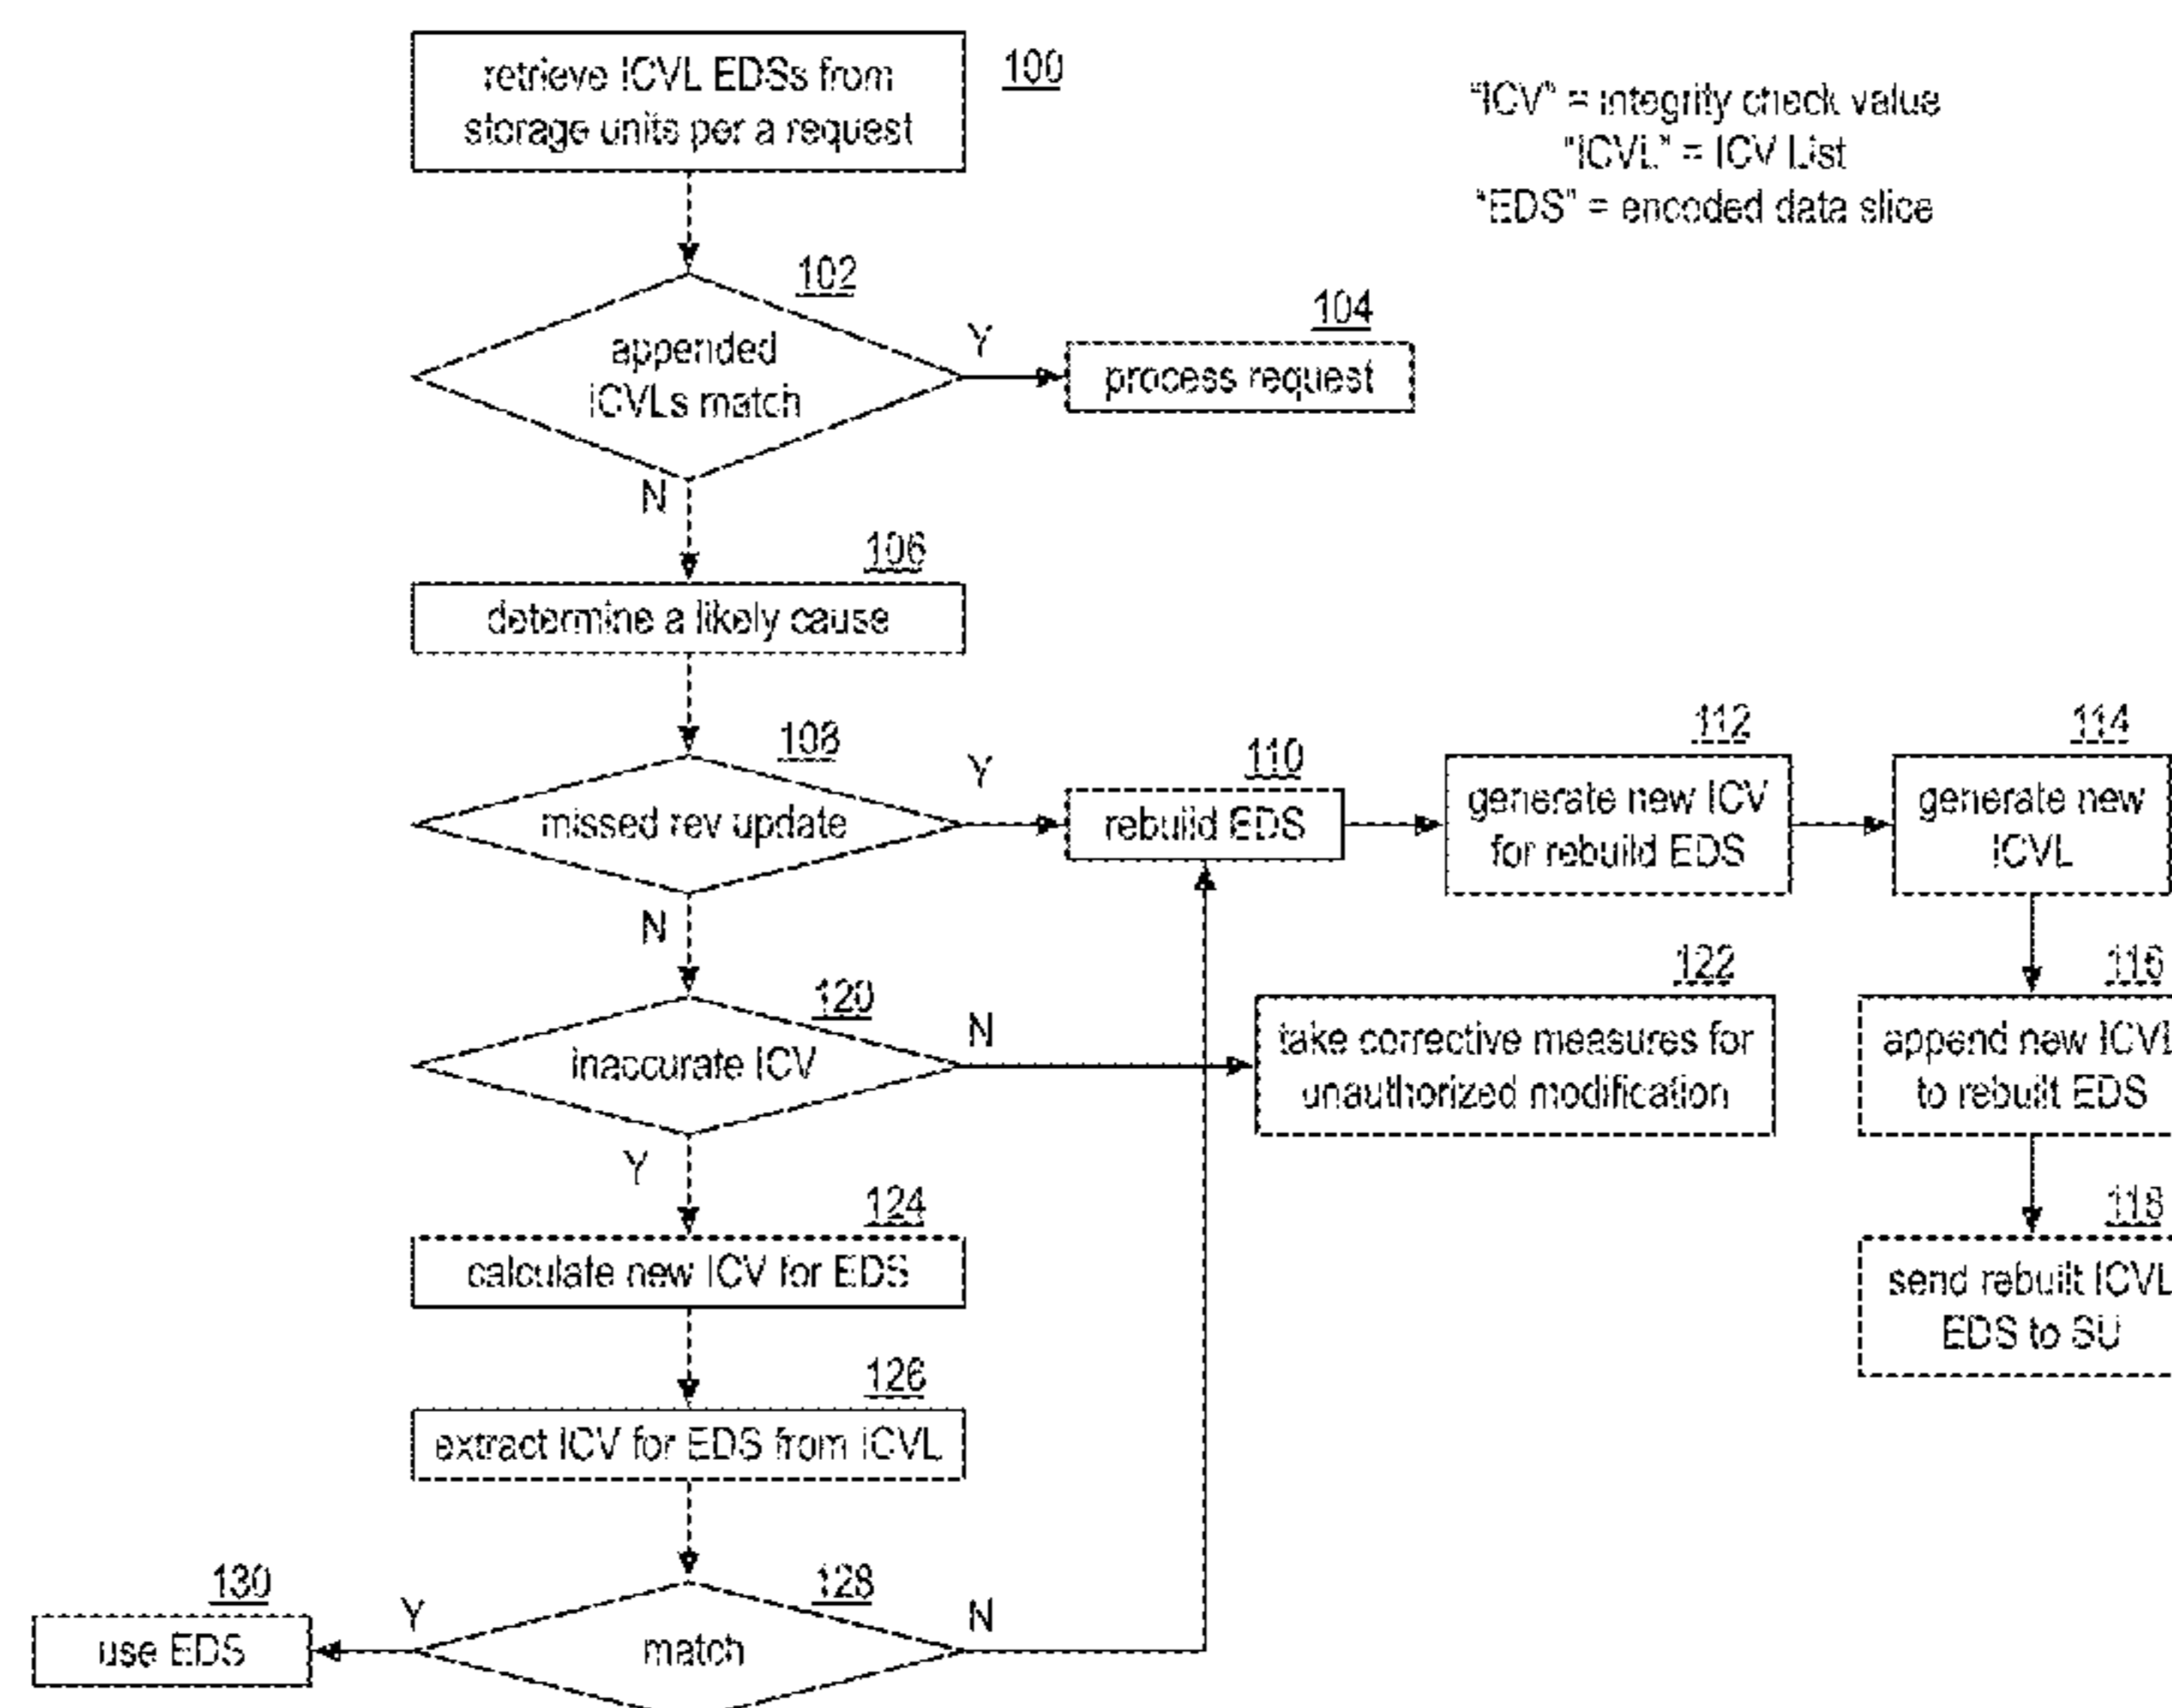 retrieve ICVL EDSs from
storage units per a request
100
"ICV" = integrity check value
"ICVL" = ICV List
"EDS" = encoded data slice
102
appended
ICVLs match
Y
104
process request
N
106
determine a likely cause
108
missed rev update
Y
110
rebuild EDS
112
generate new ICV
for rebuild EDS
114
generate new
ICVL
N
120
inaccurate ICV
N
122
take corrective measures for
unauthorized modification
116
append new ICVL
to rebuilt EDS
Y
124
calculate new ICV for EDS
118
send rebuilt ICVL
EDS to SU
126
extract ICV for EDS from ICVL
128
match
Y
130
use EDS
N